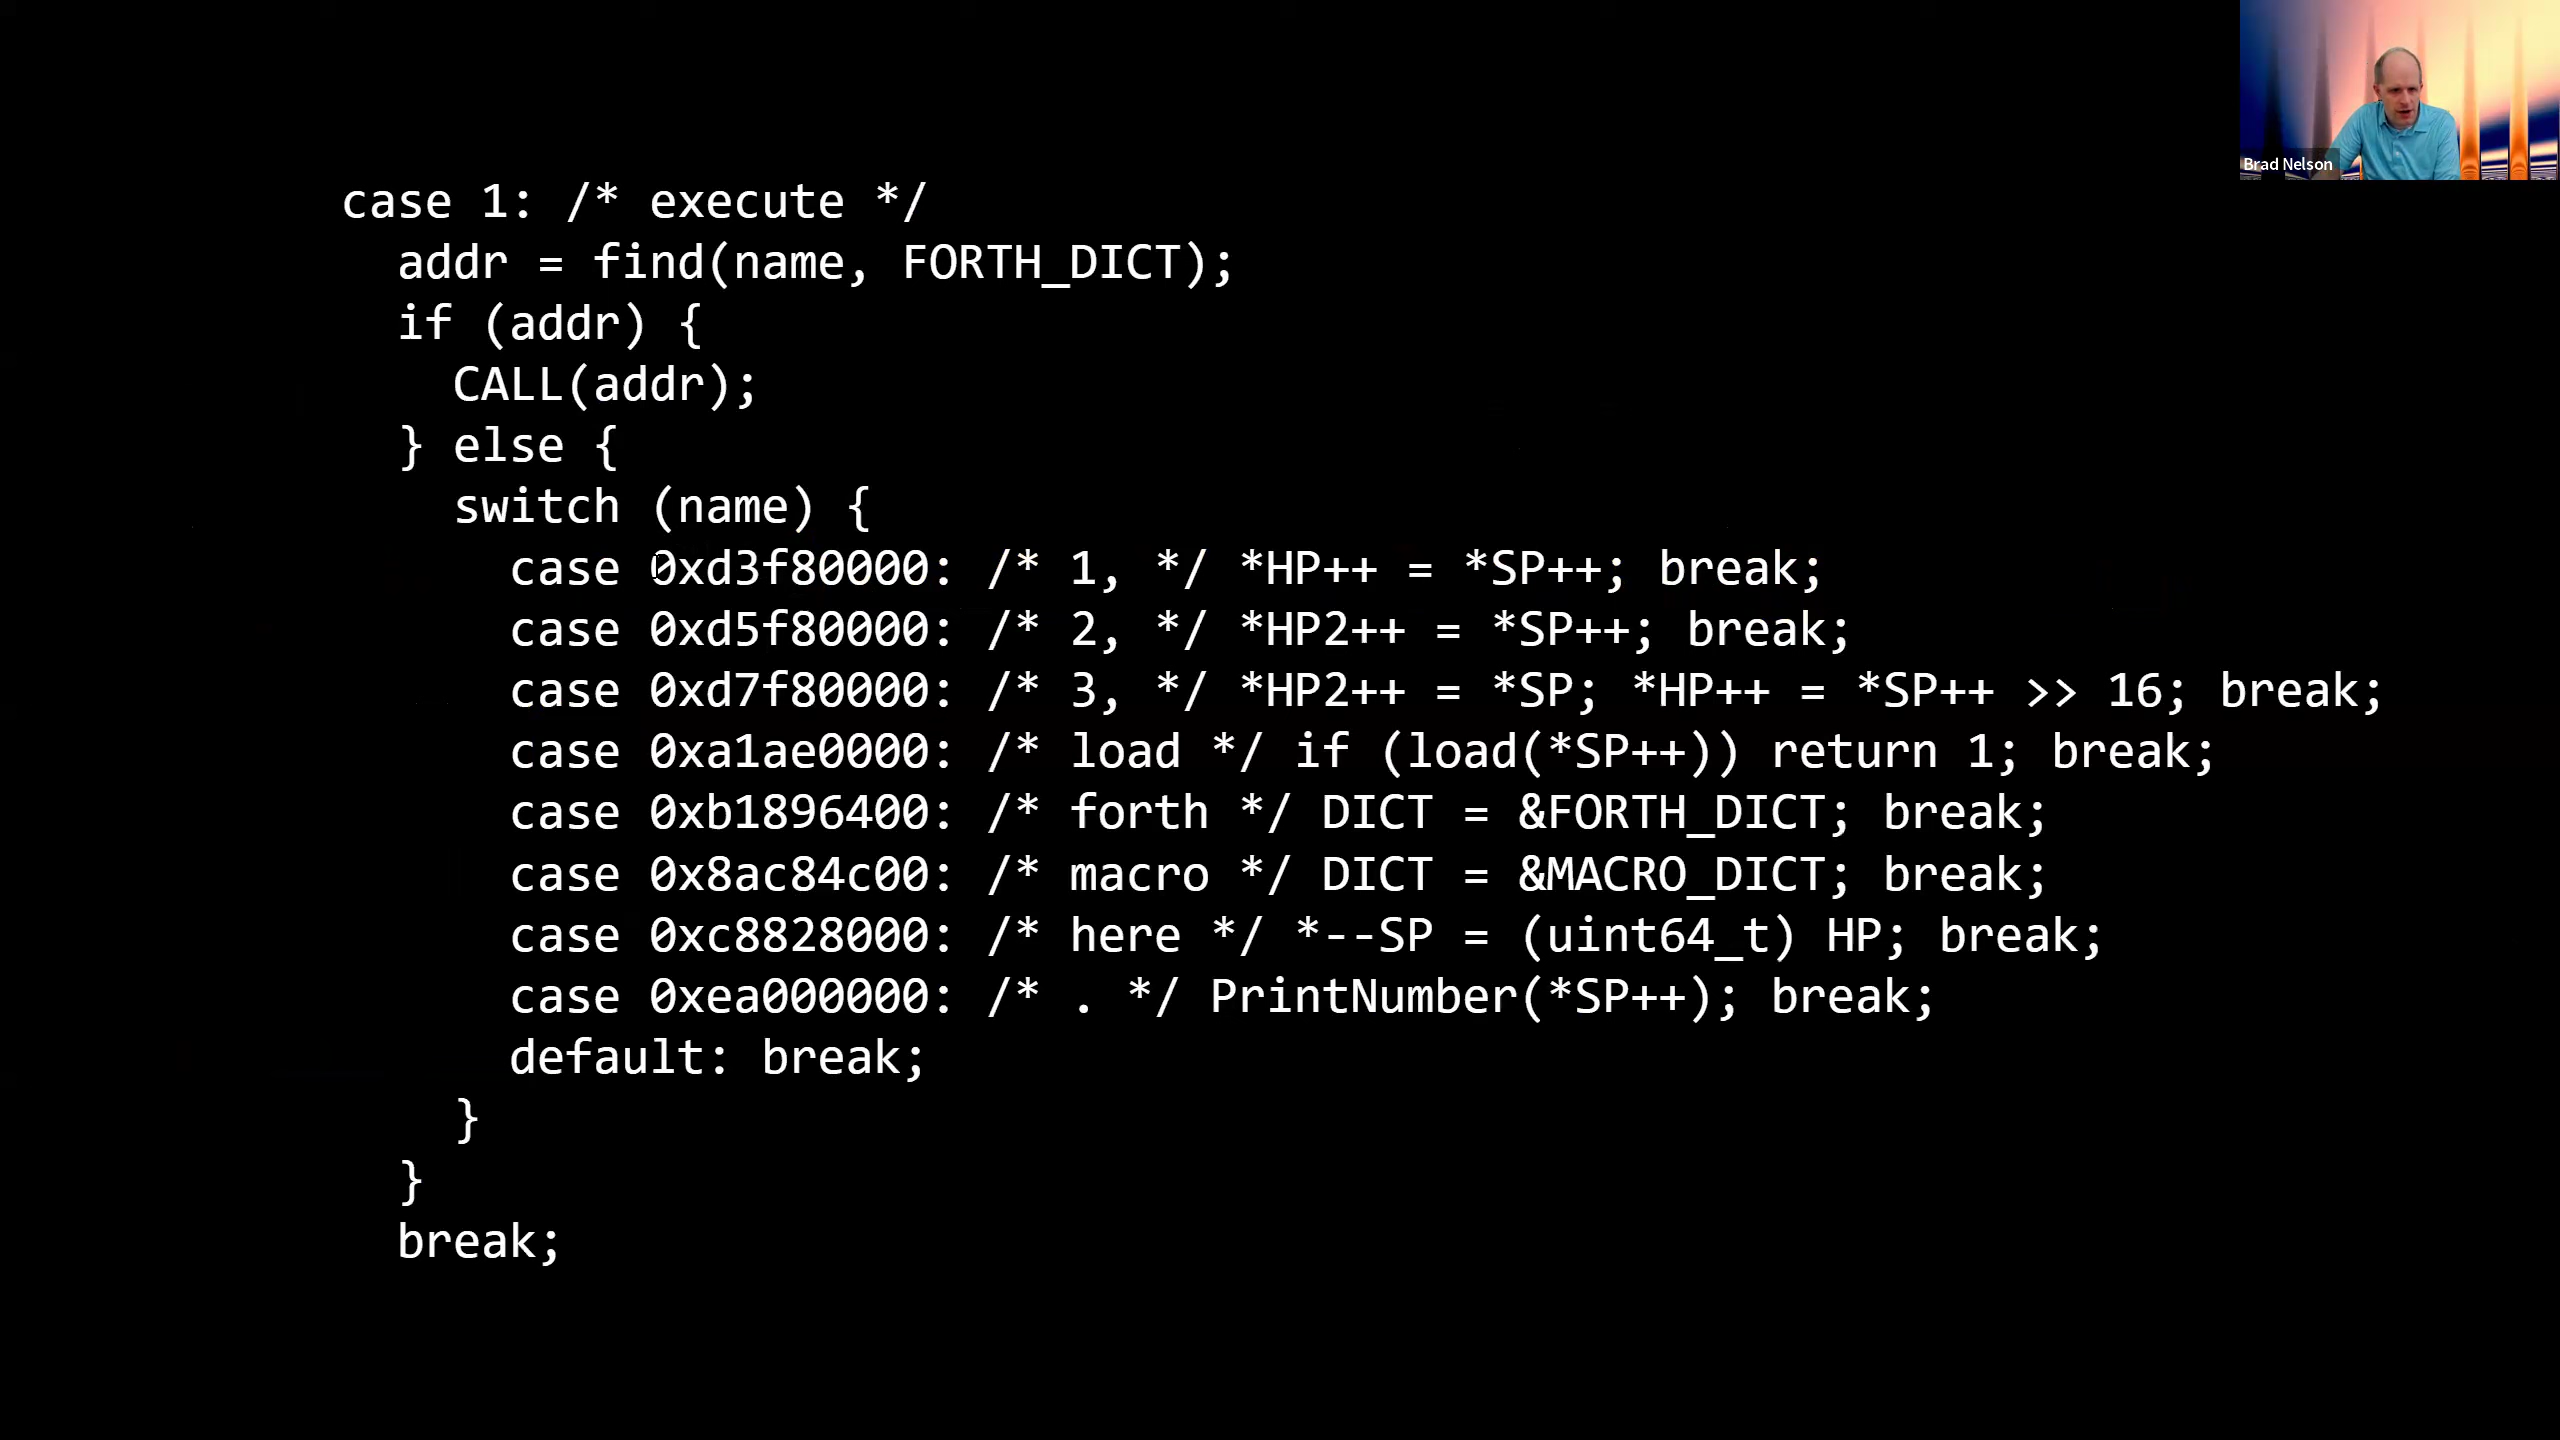 Brad Nelson
case 1: /* execute */
addr = find(name, FORTH_DICT);
if (addr) {
CALL(addr);
} else {
switch (name) {
case 0xd3f80000: /* 1, */ *HP++ = *SP++; break;
case 0xd5f80000: /* 2, */ *HP2++ = *SP++; break;
case 0xd7f80000: /* 3, */ *HP2++ = *SP; *HP++ = *SP++ >> 16; break;
case 0xa1ae0000: /* load */ if (load(*SP++)) return 1; break;
case 0xb1896400: /* forth */ DICT = &FORTH_DICT; break;
case 0x8ac84c00: /* macro */ DICT = &MACRO_DICT; break;
case 0xc8828000: /* here */ *--SP = (uint64_t) HP; break;
case 0xea000000: /* . */ PrintNumber(*SP++); break;
default: break;
}
}
break;